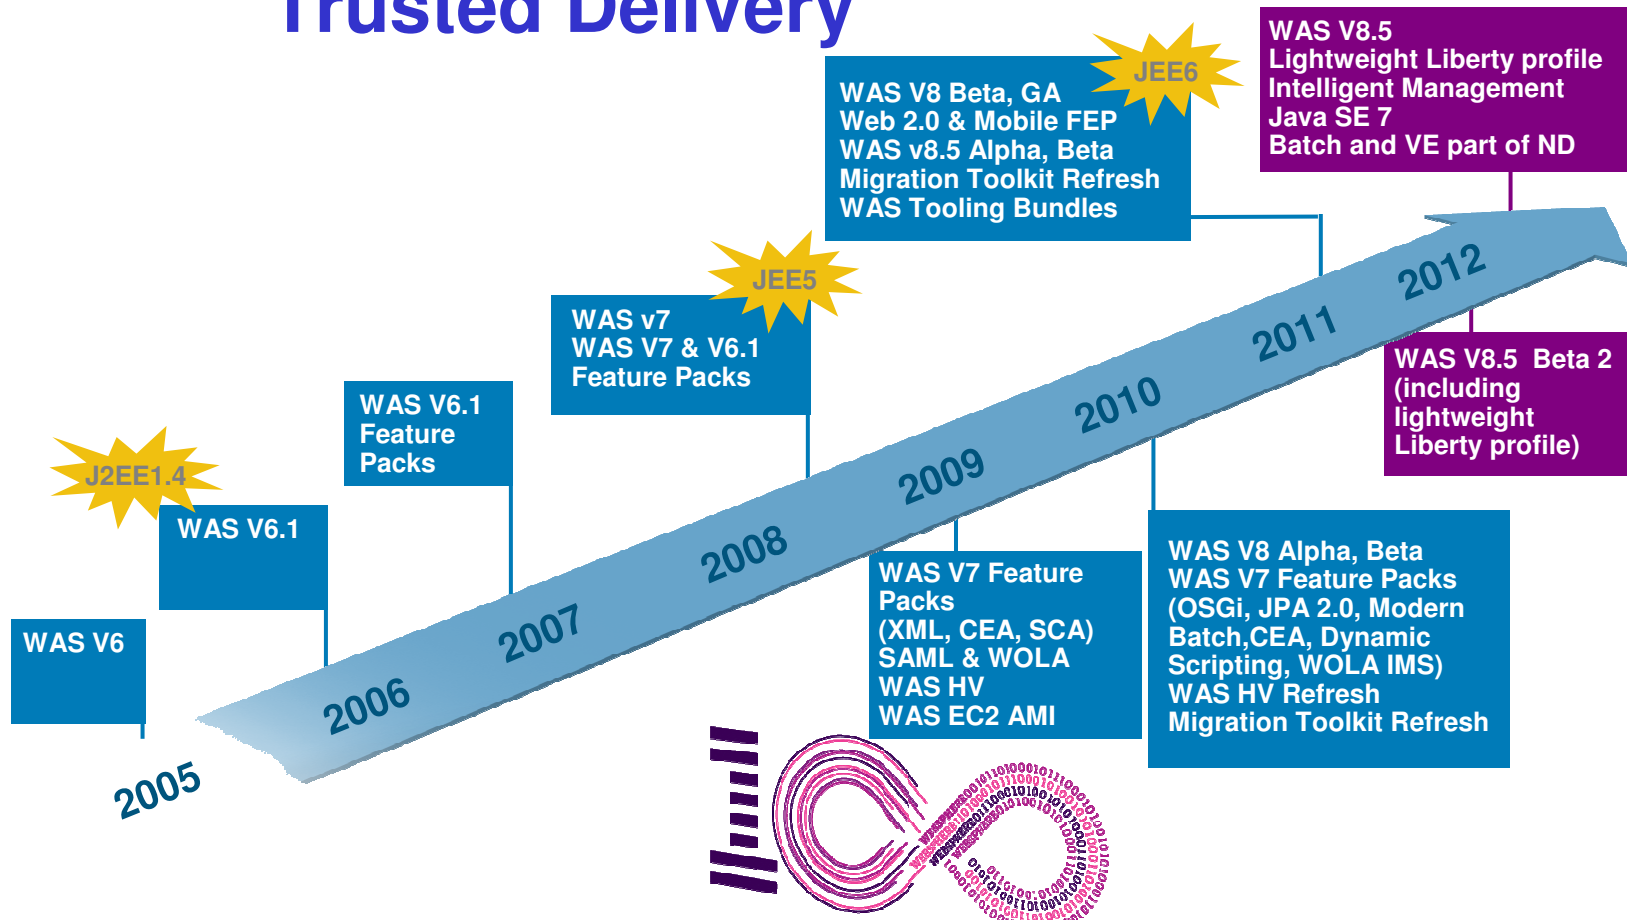 Trusted Delivery
WAS V6
2005
J2EE1.4
WAS V6.1
2006
WAS V6.1
Feature
Packs
2007
JEE5
WAS v7
WAS V7 & V6.1
Feature Packs
2008
WAS V7 Feature
Packs
(XML, CEA, SCA)
SAML & WOLA
WAS HV
WAS EC2 AMI
2009
WAS V8 Alpha, Beta
WAS V7 Feature Packs
(OSGi, JPA 2.0, Modern
Batch,CEA, Dynamic
Scripting, WOLA IMS)
WAS HV Refresh
Migration Toolkit Refresh
2010
JEE6
WAS V8 Beta, GA
Web 2.0 & Mobile FEP
WAS v8.5 Alpha, Beta
Migration Toolkit Refresh
WAS Tooling Bundles
2011
WAS V8.5
Lightweight Liberty profile
Intelligent Management
Java SE 7
Batch and VE part of ND
2012
WAS V8.5 Beta 2
(including
lightweight
Liberty profile)